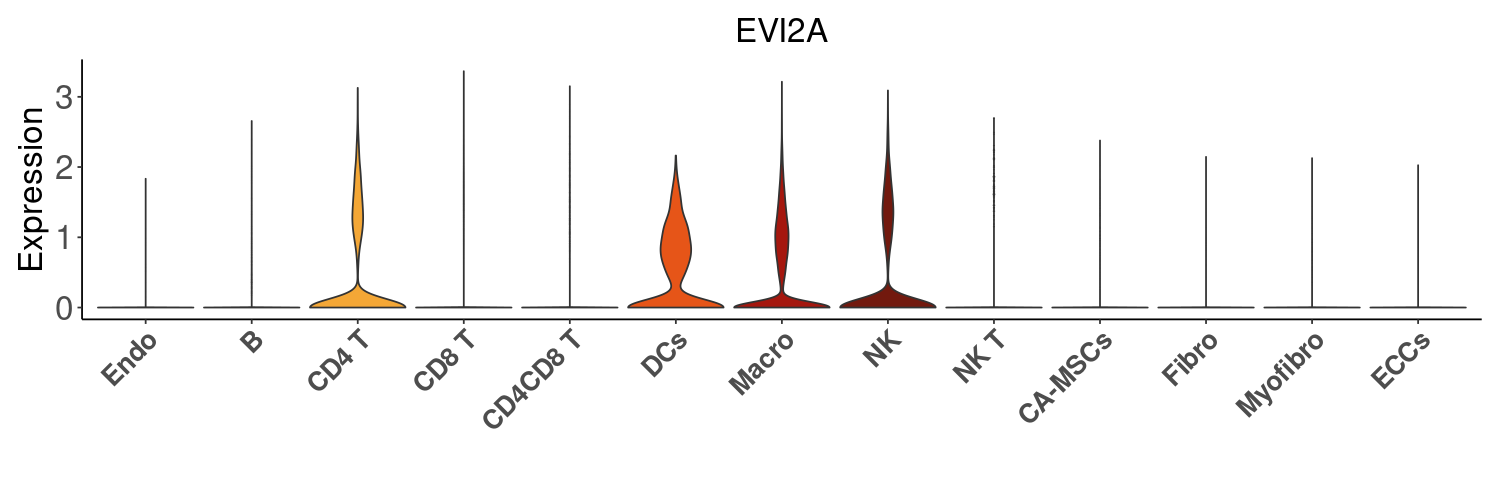 EVI2A
Expression
3
2
1
0
Endo
B
CD4 T
CD8 T
CD4CD8 T
DCs
Macro
NK
NK T
CA-MSCs
Fibro
Myofibro
ECCs